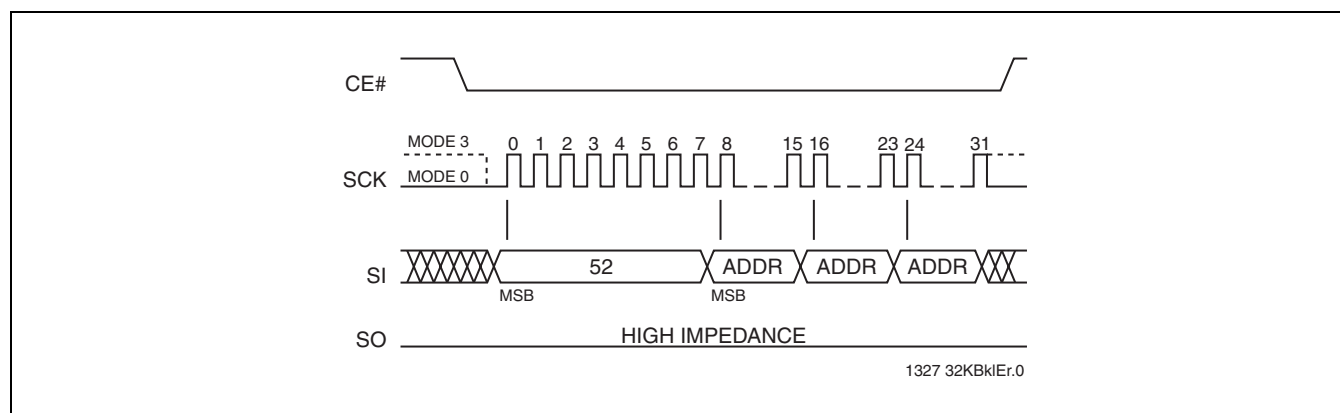 CE#
MODE 3
0 1 2 3 4 5 6 7 8 15 16 23 24 31
SCK
MODE 0
SI
52
ADDR
ADDR
ADDR
MSB
MSB
SO
HIGH IMPEDANCE
1327 32KBklEr.0